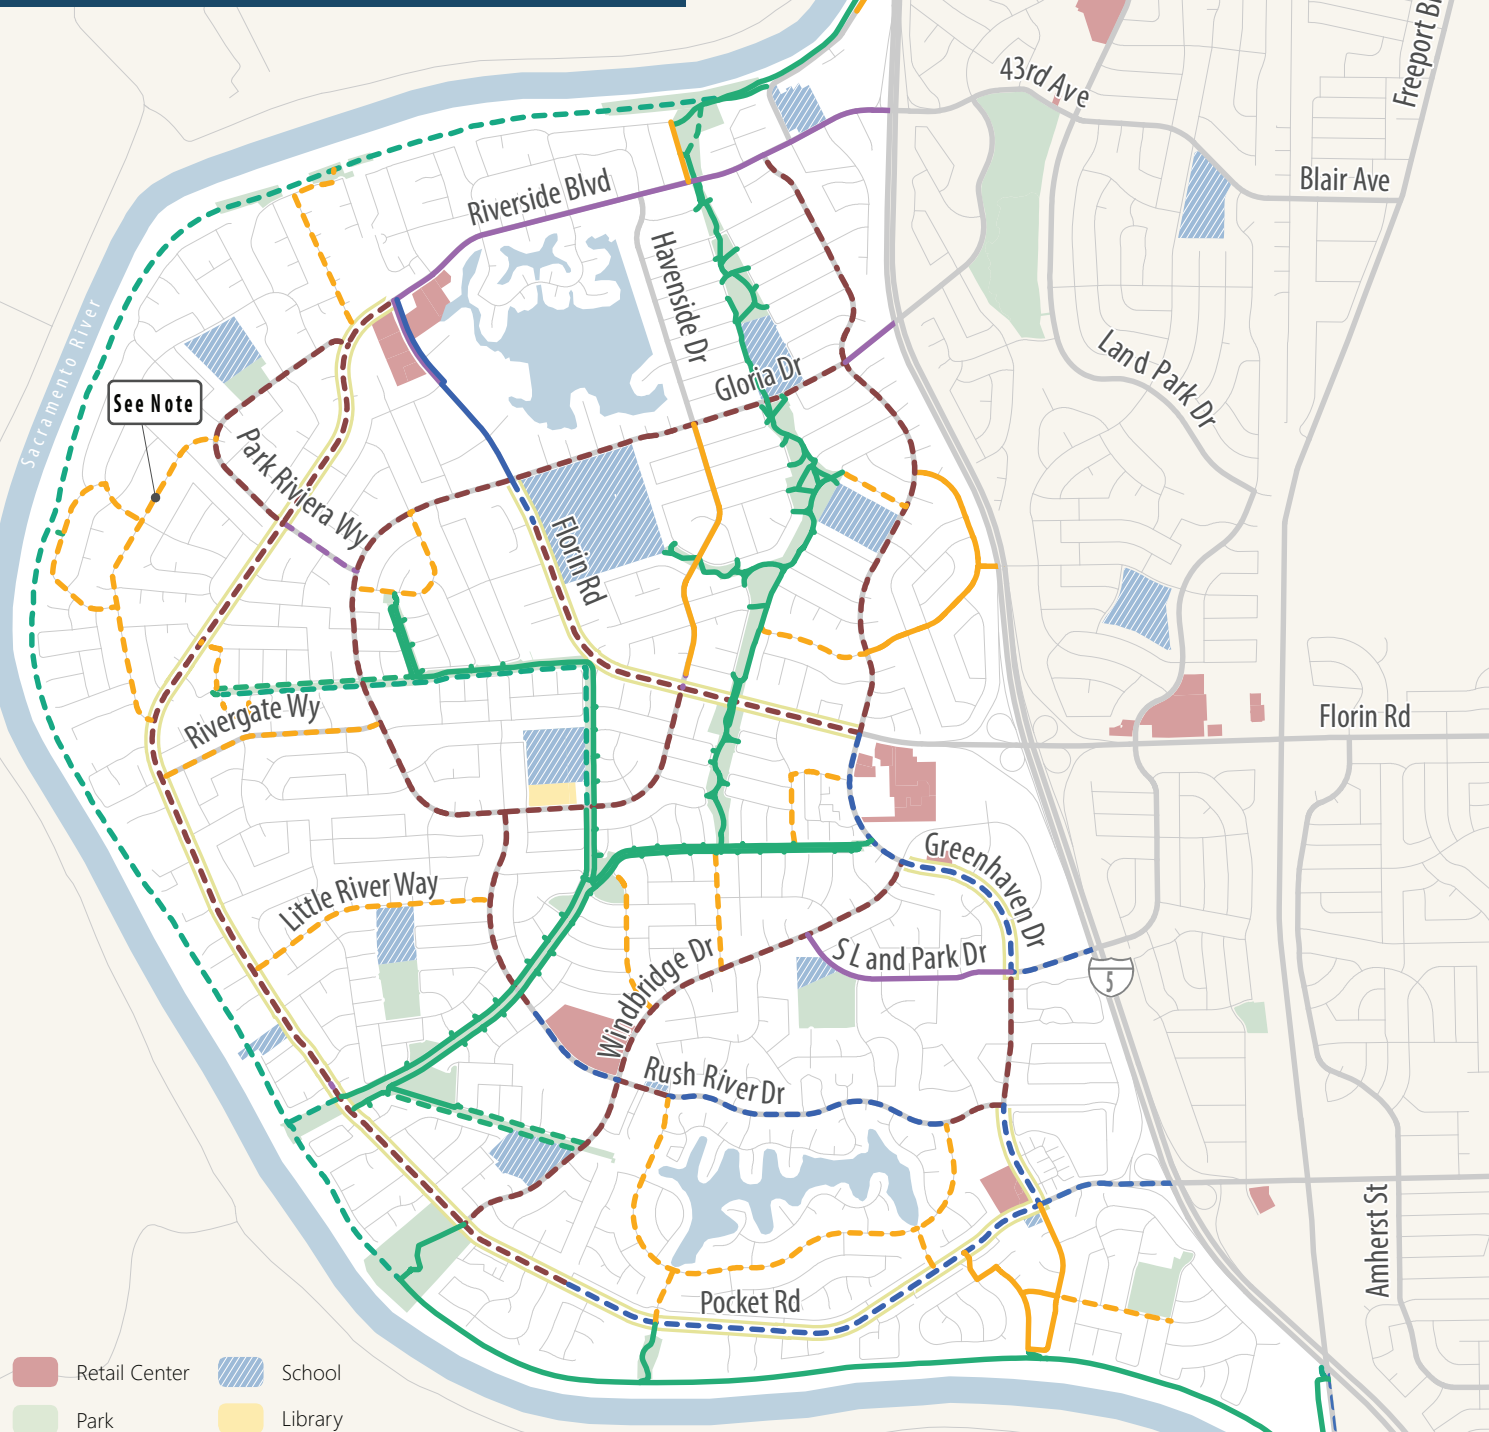 43rd Ave
Freeport Bl
Blair Ave
Riverside Blvd
Havenside Dr
Sacramento River
Land Park Dr
Gloria Dr
See Note
Park Riviera Wy
Florin Rd
Rivergate Wy
Florin Rd
Greenhaven Dr
Little River Way
S Land Park Dr
Windbridge Dr
5
Rush River Dr
Amherst St
Pocket Rd
Retail Center
School
Park
Library